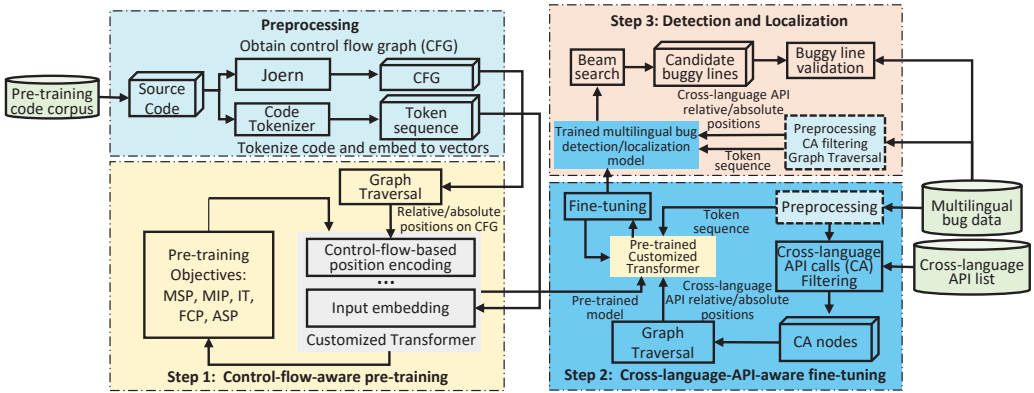 Preprocessing
Obtain control flow graph (CFG)
Pre-training
code corpus
Source
Code
Joern
CFG
Code
Tokenizer
Token
sequence
Tokenize code and embed to vectors
Graph
Traversal
Relative/absolute
positions on CFG
Pre-training
Objectives:
MSP, MIP, IT,
FCP, ASP
Control-flow-based
position encoding
...
Input embedding
Customized Transformer
Step 1: Control-flow-aware pre-training
Step 3: Detection and Localization
Beam
search
Candidate
buggy lines
Buggy line
validation
Cross-language API
relative/absolute
positions
Trained multilingual bug
detection/localization
model
Token
sequence
Preprocessing
CA filtering
Graph Traversal
Fine-tuning
Token
sequence
Preprocessing
Multilingual
bug data
Pre-trained
Customized
Transformer
Cross-language
API calls (CA)
Filtering
Cross-language
API list
Pre-trained
model
Cross-language
API relative/absolute
positions
Graph
Traversal
CA nodes
Step 2: Cross-language-API-aware fine-tuning